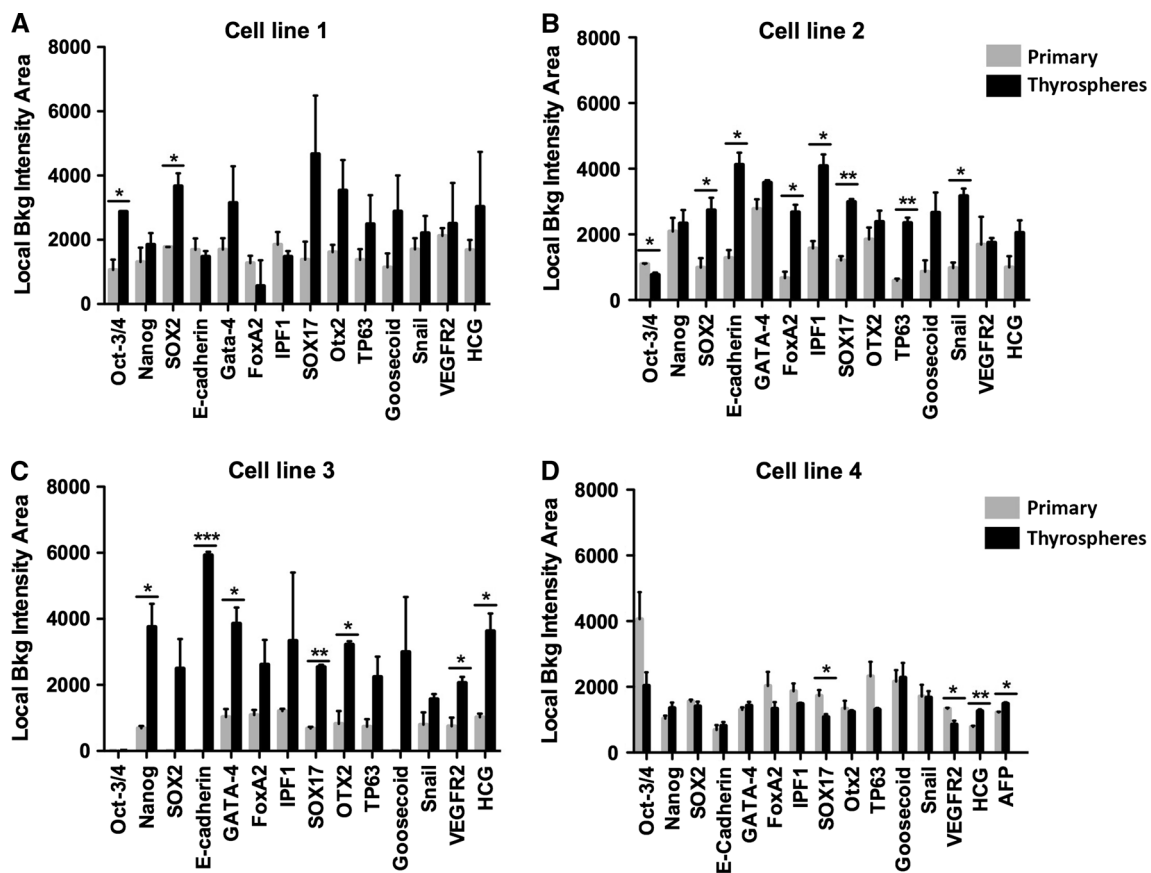 A
Cell line 1
Local Bkg Intensity Area
8000
6000
4000
2000
0
*
*
Oct-3/4
Nanog
SOX2
E-cadherin
Gata-4
FoxA2
IPF1
SOX17
Otx2
TP63
Goosecoid
Snail
VEGFR2
HCG
B
Cell line 2
Primary
Thyrospheres
Local Bkg Intensity Area
8000
6000
4000
2000
0
*
*
*
*
*
**
**
*
Oct-3/4
Nanog
SOX2
E-cadherin
GATA-4
FoxA2
IPF1
SOX17
OTX2
TP63
Goosecoid
Snail
VEGFR2
HCG
C
Cell line 3
Local Bkg Intensity Area
8000
6000
4000
2000
0
*
***
*
**
*
*
*
Oct-3/4
Nanog
SOX2
E-cadherin
GATA-4
FoxA2
IPF1
SOX17
OTX2
TP63
Goosecoid
Snail
VEGFR2
HCG
D
Cell line 4
Primary
Thyrospheres
Local Bkg Intensity Area
8000
6000
4000
2000
0
*
*
**
*
Oct-3/4
Nanog
SOX2
E-Cadherin
GATA-4
FoxA2
IPF1
SOX17
Otx2
TP63
Goosecoid
Snail
VEGFR2
HCG
AFP